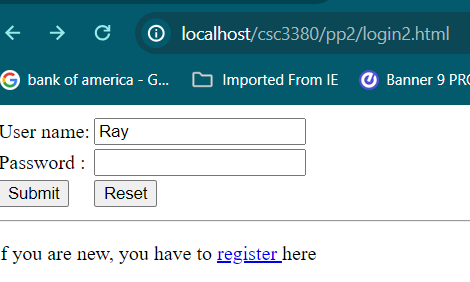 localhost/csc3380/pp2/login2.html
bank of america - G... Imported From IE Banner 9 PRO
User name: Ray
Password :
Submit Reset
f you are new, you have to register here